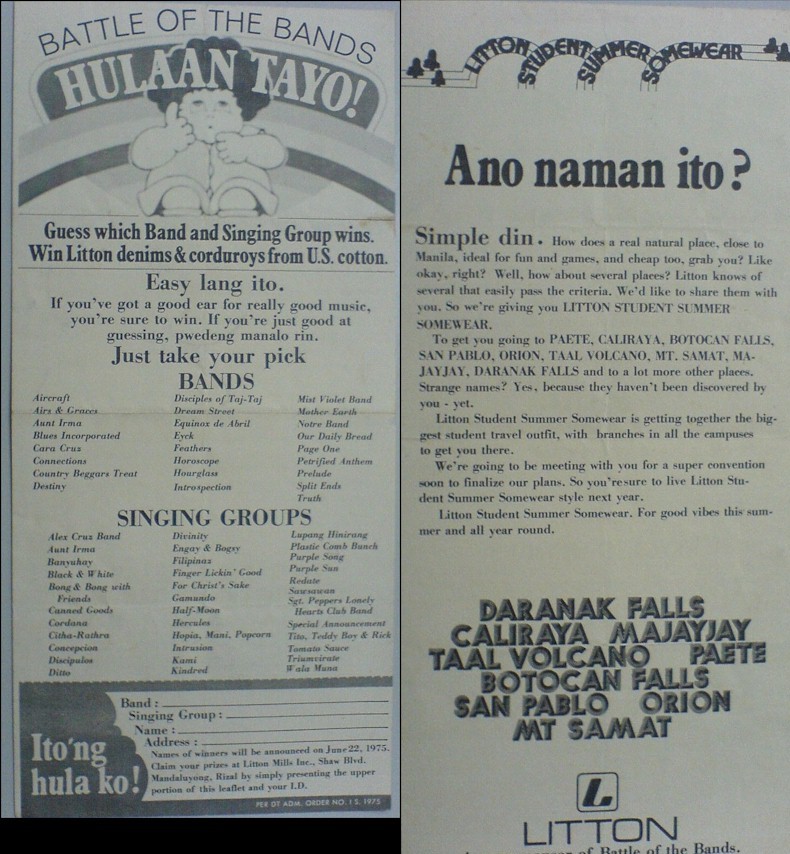 BATTLE OF THE BANDS
HULAAN TAYO!
Guess which Band and Singing Group wins.
Win Litton denims & corduroys from U.S. cotton.
Easy lang ito.
If you've got a good ear for really good music,
you're sure to win. If you're just good at
guessing, pwedeng manalo rin.
Just take your pick
BANDS
Aircraft
Airs & Graces
Aunt Irma
Blues Incorporated
Cara Cruz
Connections
Country Beggars Treat
Destiny
Disciples of Taj-Taj
Dream Street
Equinox de Abril
Eyck
Feathers
Horoscope
Hourglass
Introspection
Mist Violet Band
Mother Earth
Notre Band
Our Daily Bread
Page One
Petrified Anthem
Prelude
Split Ends
Truth
SINGING GROUPS
Alex Cruz Band
Aunt Irma
Banyuhay
Black & White
Bong & Bong with
Friends
Canned Goods
Cordana
Citha-Rathra
Concepcion
Discipulos
Ditto
Divinity
Engay & Bogsy
Filipinas
Finger Lickin' Good
For Christ's Sake
Gamundo
Half-Moon
Hercules
Hopia, Mani, Popcorn
Intrusion
Kami
Kindred
Lupang Hinirang
Plastic Comb Bunch
Purple Song
Purple Sun
Redate
Sawsawan
Sgt. Peppers Lonely
Hearts Club Band
Special Announcement
Tito, Teddy Boy & Rick
Tomato Sauce
Triumvirate
Wala Muna
Ito'ng
hula ko!
Band :
Singing Group :
Name :
Address :
Names of winners will be announced on June 22, 1975.
Claim your prizes at Litton Mills Inc., Shaw Blvd.
Mandaluyong, Rizal by simply presenting the upper
portion of this leaflet and your I.D.
PER DT ADM. ORDER NO. 1 S. 1975
LITTON STUDENT SUMMER SOMEWEAR
Ano naman ito?
Simple din. How does a real natural place, close to
Manila, ideal for fun and games, and cheap too, grab you? Like
okay, right? Well, how about several places? Litton knows of
several that easily pass the criteria. We'd like to share them with
you. So we're giving you LITTON STUDENT SUMMER
SOMEWEAR.
To get you going to PAETE, CALIRAYA, BOTOCAN FALLS,
SAN PABLO, ORION, TAAL VOLCANO, MT. SAMAT, MA-
JAYJAY, DARANAK FALLS and to a lot more other places.
Strange names? Yes, because they haven't been discovered by
you - yet.
Litton Student Summer Somewear is getting together the big-
gest student travel outfit, with branches in all the campuses
to get you there.
We're going to be meeting with you for a super convention
soon to finalize our plans. So you'resure to live Litton Stu-
dent Summer Somewear style next year.
Litton Student Summer Somewear. For good vibes this sum-
mer and all year round.
DARANAK FALLS
CALIRAYA MAJAYJAY
TAAL VOLCANO PAETE
BOTOCAN FALLS
SAN PABLO ORION
MT SAMAT
L
LITTON
of Battle of the Bands.